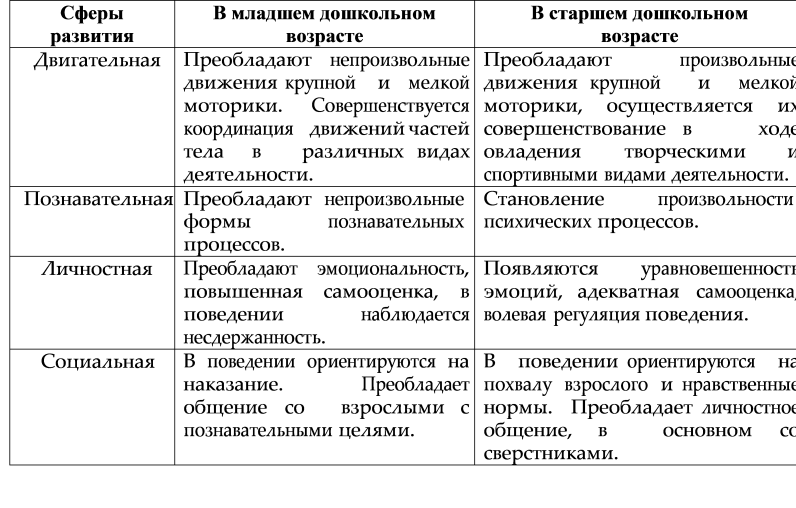 Сферы развития | В младшем дошкольном возрасте | В старшем дошкольном возрасте
Двигательная
Преобладают непроизвольные
движения крупной и мелкой
моторики. Совершенствуется
координация движений частей
тела в различных видах
деятельности.
Преобладают произвольные
движения крупной и мелкой
моторики, осуществляется их
совершенствование в ходе
овладения творческими и
спортивными видами деятельности.
Познавательная
Преобладают непроизвольные
формы познавательных
процессов.
Становление произвольности
психических процессов.
Личностная
Преобладают эмоциональность,
повышенная самооценка, в
поведении наблюдается
несдержанность.
Появляются уравновешенность
эмоций, адекватная самооценка,
волевая регуляция поведения.
Социальная
В поведении ориентируются на
наказание. Преобладает
общение со взрослыми с
познавательными целями.
В поведении ориентируются на
похвалу взрослого и нравственные
нормы. Преобладает личностное
общение, в основном со
сверстниками.